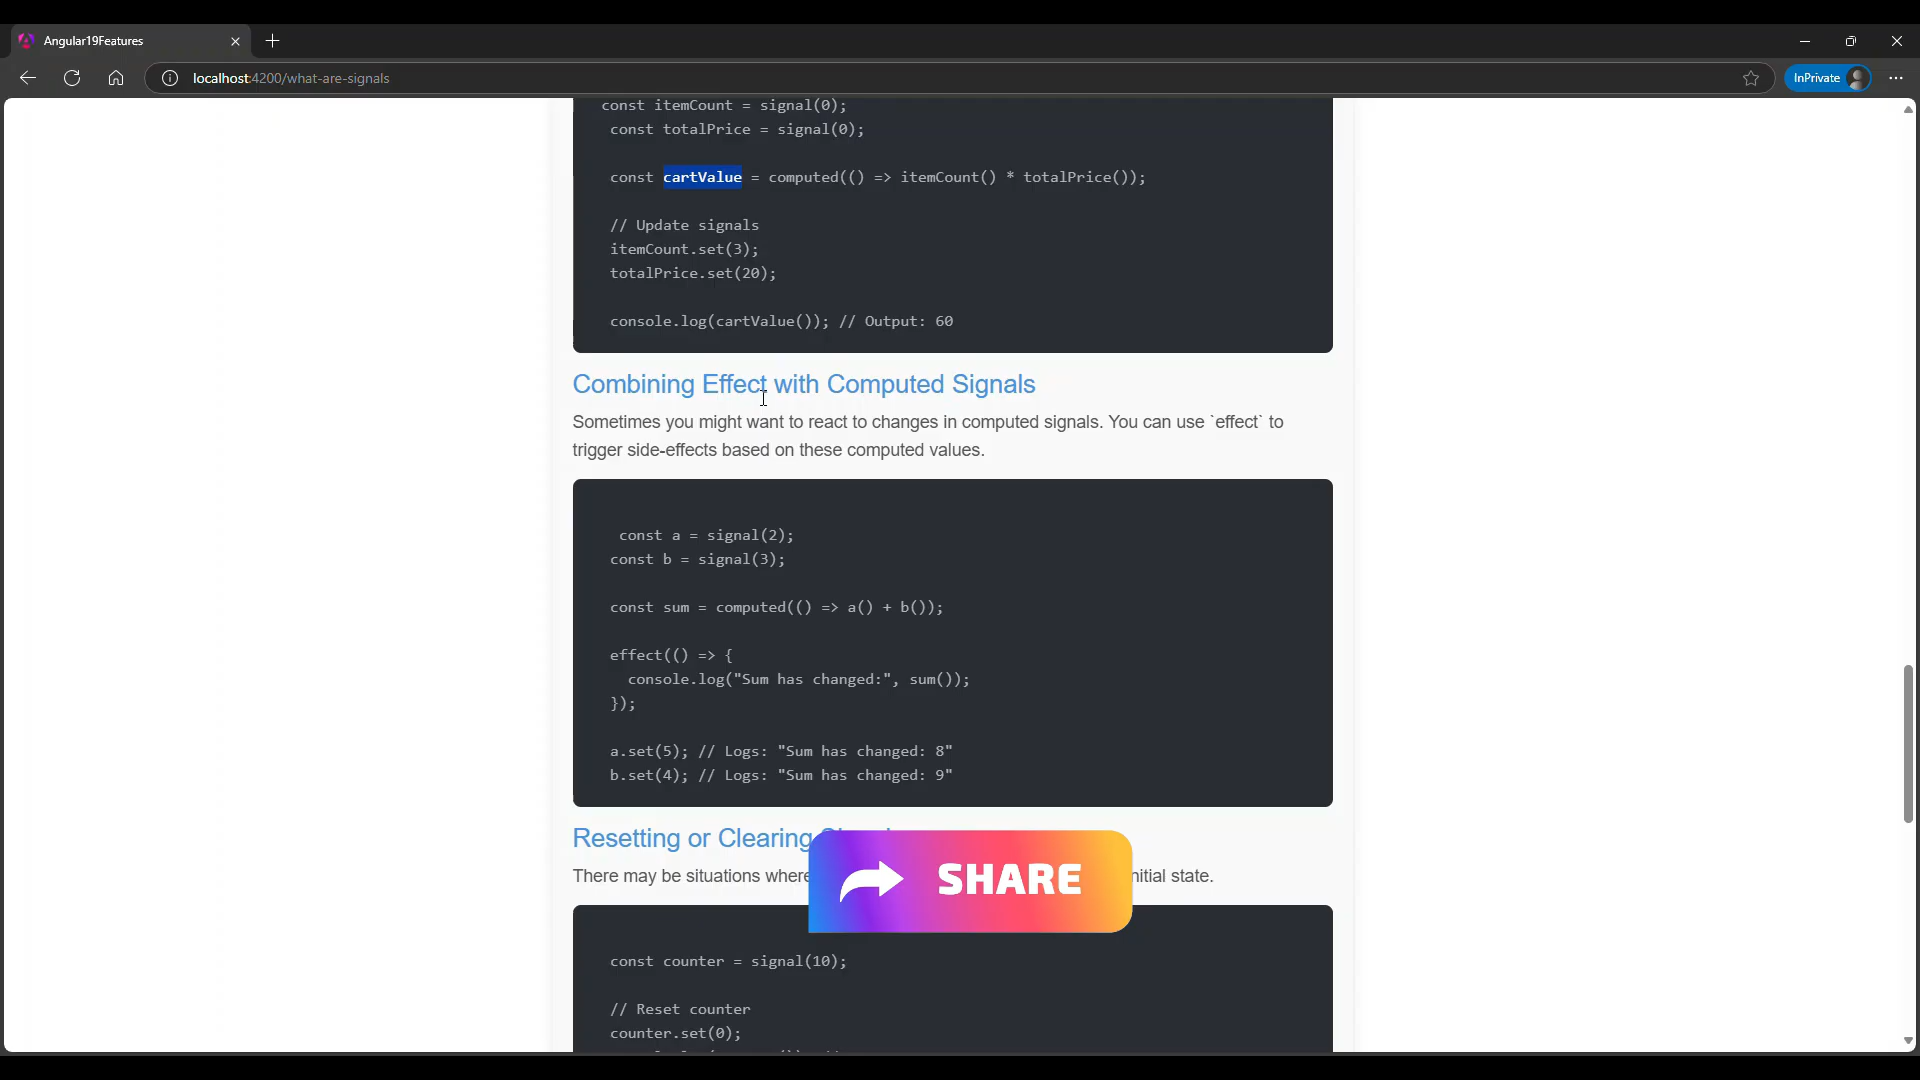 Angular19Features
localhost:4200/what-are-signals
InPrivate
const itemCount = signal(0);
const totalPrice = signal(0);
const cartValue = computed(() => itemCount() * totalPrice());
// Update signals
itemCount.set(3);
totalPrice.set(20);
console.log(cartValue()); // Output: 60
Combining Effect with Computed Signals
Sometimes you might want to react to changes in computed signals. You can use `effect` to
trigger side-effects based on these computed values.
const a = signal(2);
const b = signal(3);
const sum = computed(() => a() + b());
effect(() => {
console.log("Sum has changed:", sum());
});
a.set(5); // Logs: "Sum has changed: 8"
b.set(4); // Logs: "Sum has changed: 9"
Resetting or Clearing
There may be situations where nitial state.
SHARE
const counter = signal(10);
// Reset counter
counter.set(0);